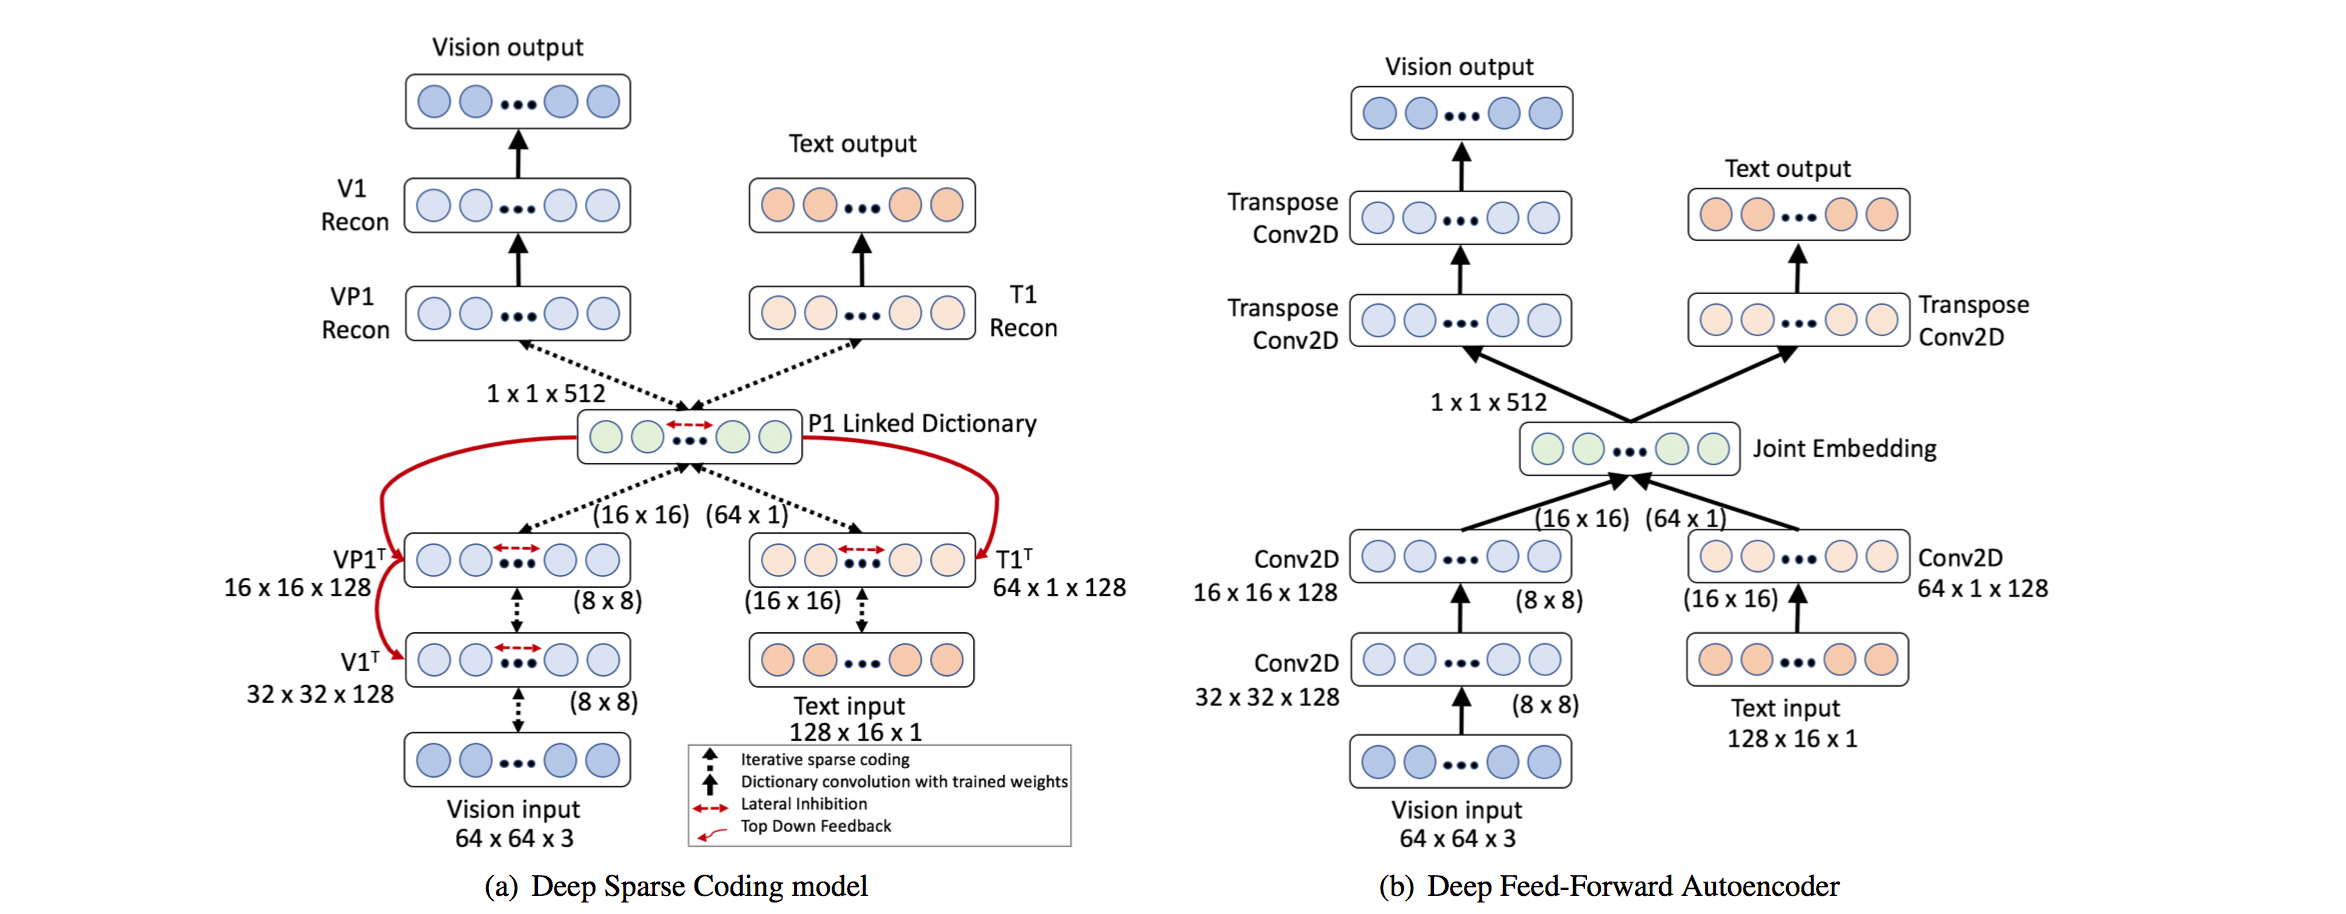 Vision output
Text output
V1
Recon
VP1
Recon
T1
Recon
1 x 1 x 512
P1 Linked Dictionary
(16 x 16) (64 x 1)
VP1ᵀ
16 x 16 x 128
T1ᵀ
64 x 1 x 128
(8 x 8)
(16 x 16)
V1ᵀ
32 x 32 x 128
(8 x 8)
Text input
128 x 16 x 1
Vision input
64 x 64 x 3
Iterative sparse coding
Dictionary convolution with trained weights
Lateral Inhibition
Top Down Feedback
(a) Deep Sparse Coding model
Vision output
Text output
Transpose
Conv2D
Transpose
Conv2D
Transpose
Conv2D
1 x 1 x 512
Joint Embedding
(16 x 16) (64 x 1)
Conv2D
16 x 16 x 128
Conv2D
64 x 1 x 128
(8 x 8)
(16 x 16)
Conv2D
32 x 32 x 128
(8 x 8)
Text input
128 x 16 x 1
Vision input
64 x 64 x 3
(b) Deep Feed-Forward Autoencoder